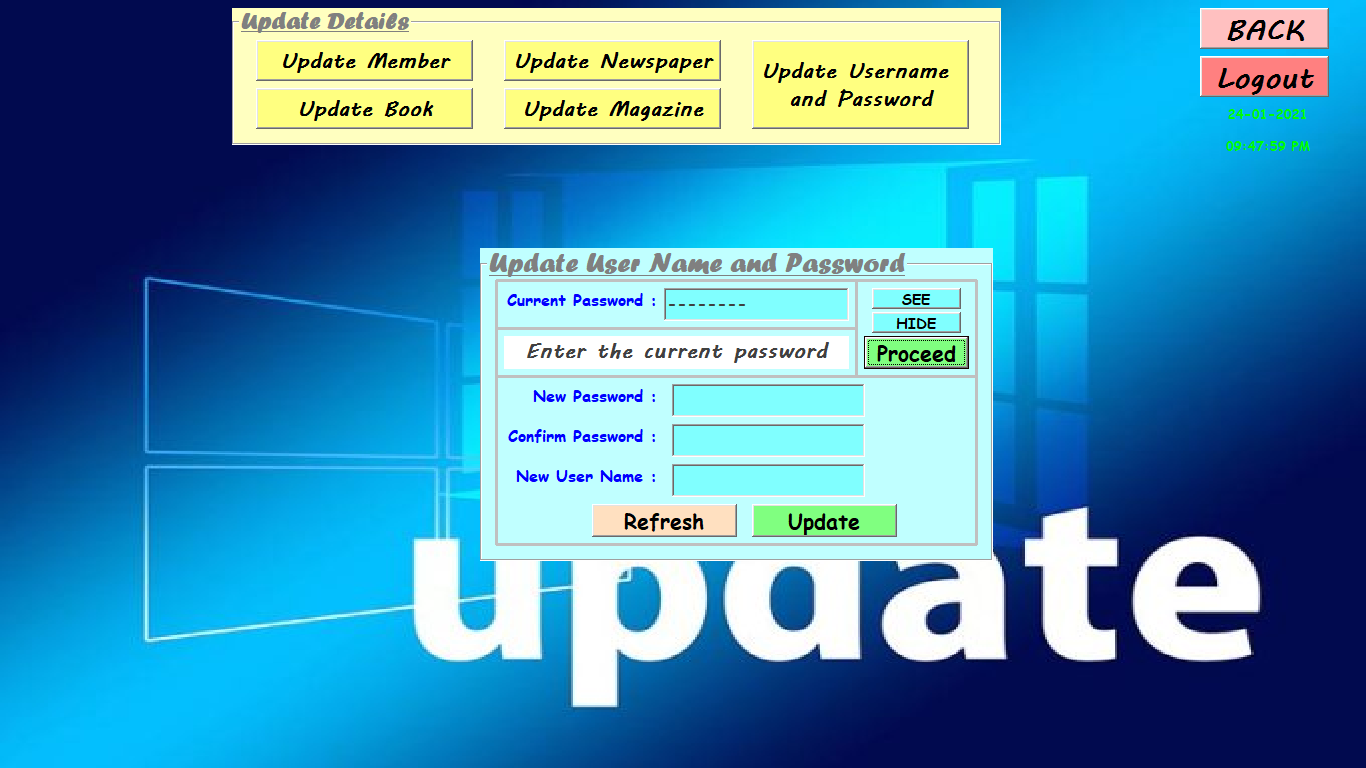 Update Details
Update Member
Update Newspaper
Update Username
and Password
Update Book
Update Magazine
BACK
Logout
24-01-2021
09:47:59 PM
Update User Name and Password
Current Password :
--------
SEE
HIDE
Enter the current password
Proceed
New Password :
Confirm Password :
New User Name :
Refresh
Update
update